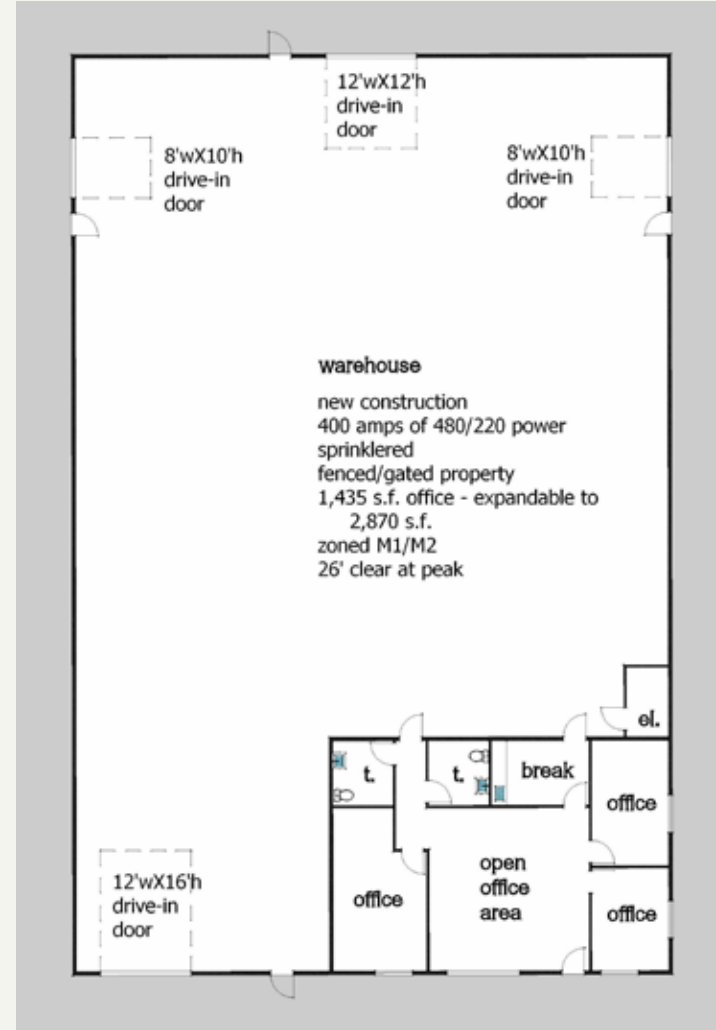 12'wX12'h
drive-in
door
8'wX10'h
drive-in
door
8'wX10'h
drive-in
door
warehouse
new construction
400 amps of 480/220 power
sprinklered
fenced/gated property
1,435 s.f. office - expandable to
2,870 s.f.
zoned M1/M2
26' clear at peak
el.
t.
t.
break
office
12'wX16'h
drive-in
door
office
open
office
area
office